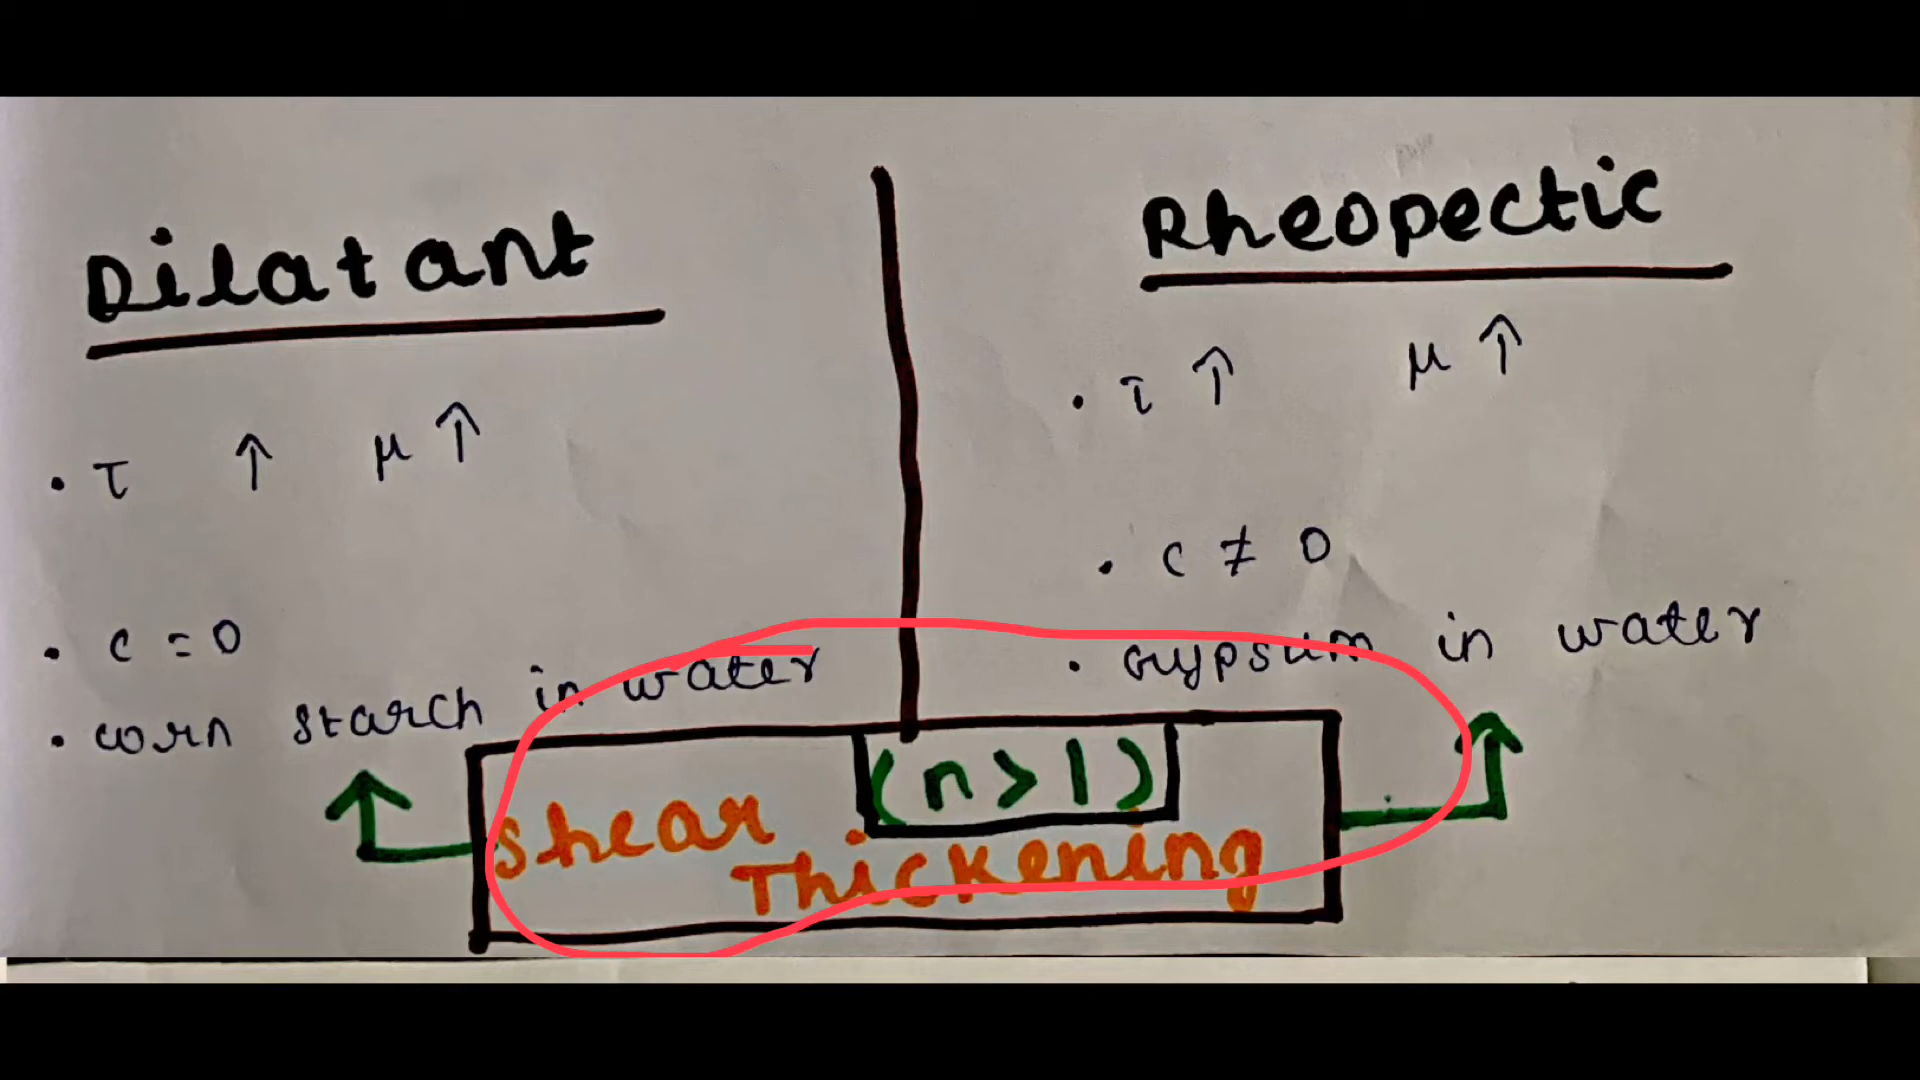 Dilatant
• τ ↑ μ ↑
• c = 0
• corn starch in water
Rheopectic
• τ ↑ μ ↑
• c ≠ 0
• Gypsum in water
(n > 1)
Shear
Thickening